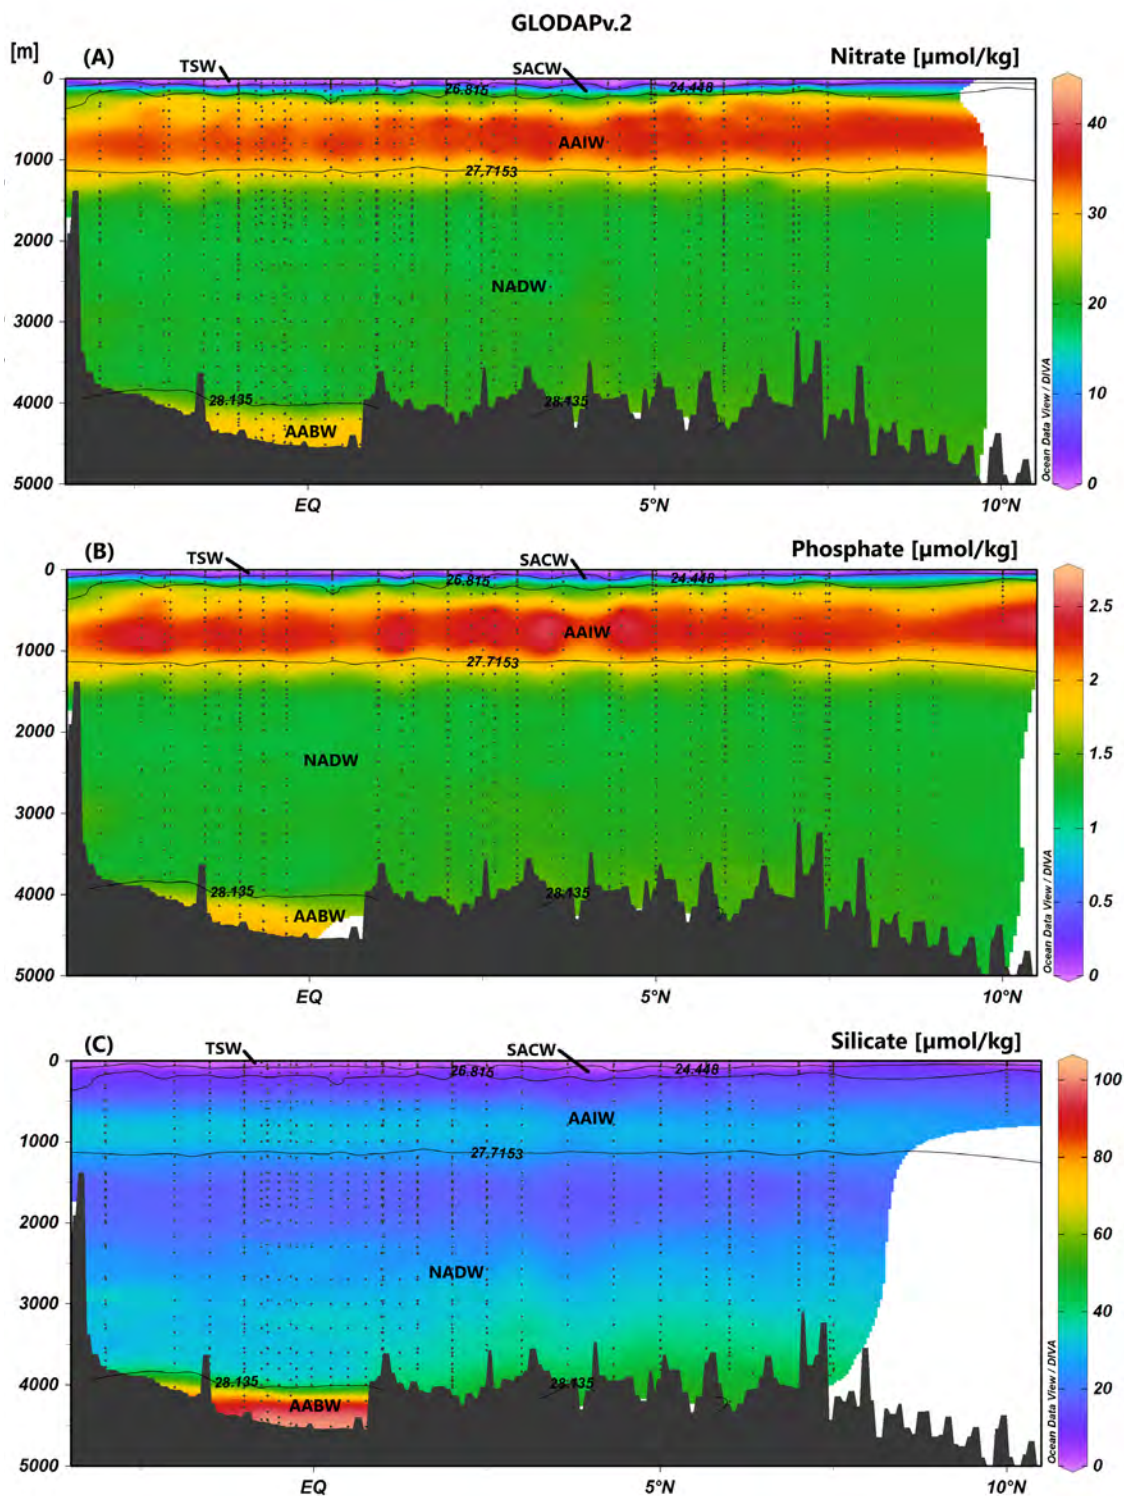 GLODAPv.2
[m]
(A)
Nitrate [µmol/kg]
TSW
SACW
0
26.815
24.448
40
AAIW
1000
27.7153
30
2000
NADW
20
3000
10
4000
28.135
28.135
AABW
5000
0
Ocean Data View / DIVA
EQ
5°N
10°N
(B)
Phosphate [µmol/kg]
TSW
SACW
0
26.815
24.448
2.5
AAIW
1000
27.7153
2
2000
NADW
1.5
3000
1
4000
28.135
28.135
AABW
0.5
5000
0
Ocean Data View / DIVA
EQ
5°N
10°N
(C)
Silicate [µmol/kg]
TSW
SACW
0
26.815
24.448
100
AAIW
1000
27.7153
80
2000
60
NADW
3000
40
4000
28.135
28.135
20
AABW
5000
0
Ocean Data View / DIVA
EQ
5°N
10°N